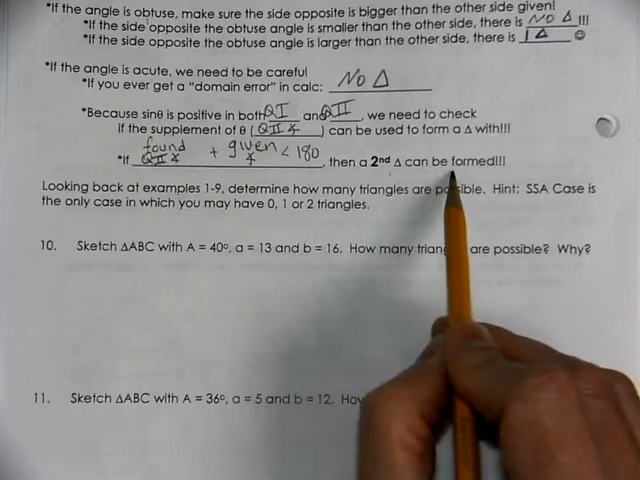 *If the angle is obtuse, make sure the side opposite is bigger than the other side given!
*If the side opposite the obtuse angle is smaller than the other side, there is NO Δ !!!
*If the side opposite the obtuse angle is larger than the other side, there is 1 Δ ☺
*If the angle is acute, we need to be careful
*If you ever get a "domain error" in calc: NO Δ
*Because sinθ is positive in both QI and QII, we need to check
if the supplement of θ (QII ∡) can be used to form a Δ with!!!
*If found QII ∡ + given ∡ < 180, then a 2nd Δ can be formed!!!
Looking back at examples 1-9, determine how many triangles are possible. Hint: SSA Case is
the only case in which you may have 0, 1 or 2 triangles.
10. Sketch ΔABC with A = 40°, a = 13 and b = 16. How many trian are possible? Why?
11. Sketch ΔABC with A = 36°, a = 5 and b = 12. How